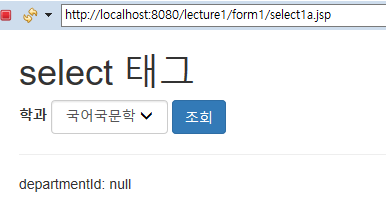 http://localhost:8080/lecture1/form1/select1a.jsp
select 태그
학과 국어국문학 조회
departmentId: null